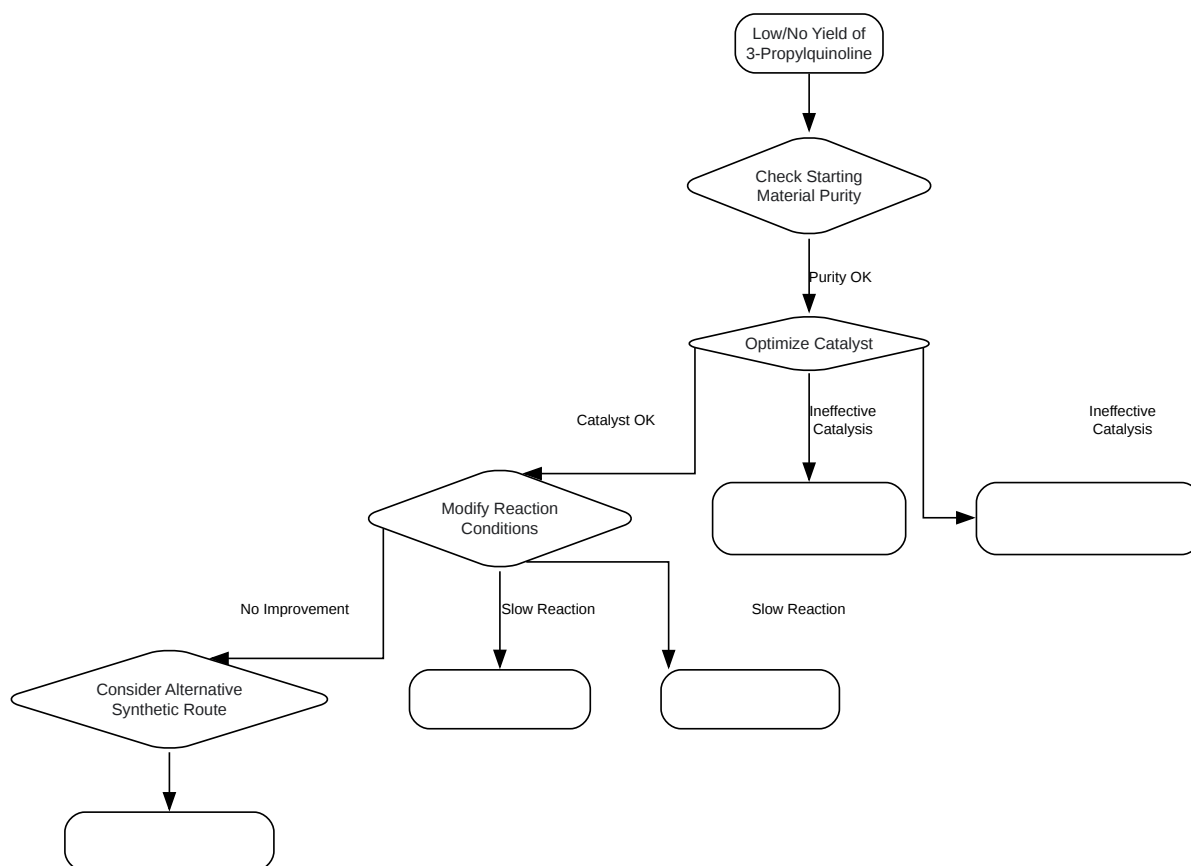 Low/No Yield of
3-Propylquinoline
Check Starting
Material Purity
Purity OK
Optimize Catalyst
Catalyst OK
Ineffective
Catalysis
Ineffective
Catalysis
Modify Reaction
Conditions
No Improvement
Slow Reaction
Slow Reaction
Consider Alternative
Synthetic Route